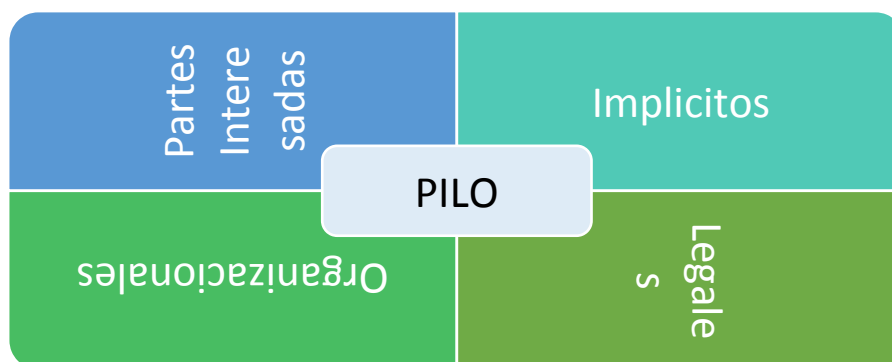 Partes
Intere
sadas
Implicitos
PILO
Organizacionales
Legale
s